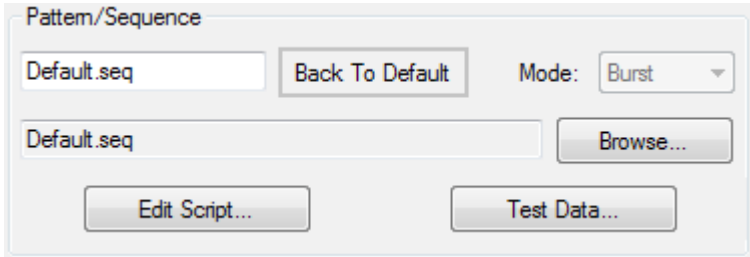 Pattern/Sequence
Default.seq Back To Default Mode: Burst
Default.seq Browse...
Edit Script... Test Data...